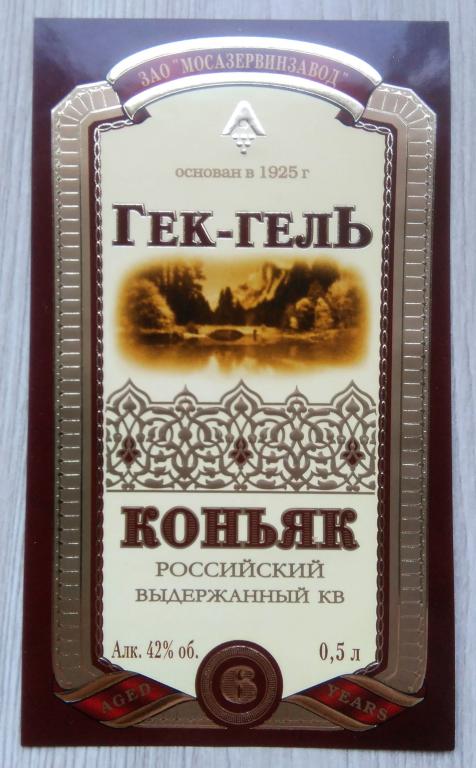 ЗАО "МОСАЗЕРВИНЗАВОД"
основан в 1925 г
ГЕК-ГЕЛЬ
КОНЬЯК
РОССИЙСКИЙ
ВЫДЕРЖАННЫЙ КВ
Алк. 42% об. 0,5 л
AGED 6 YEARS